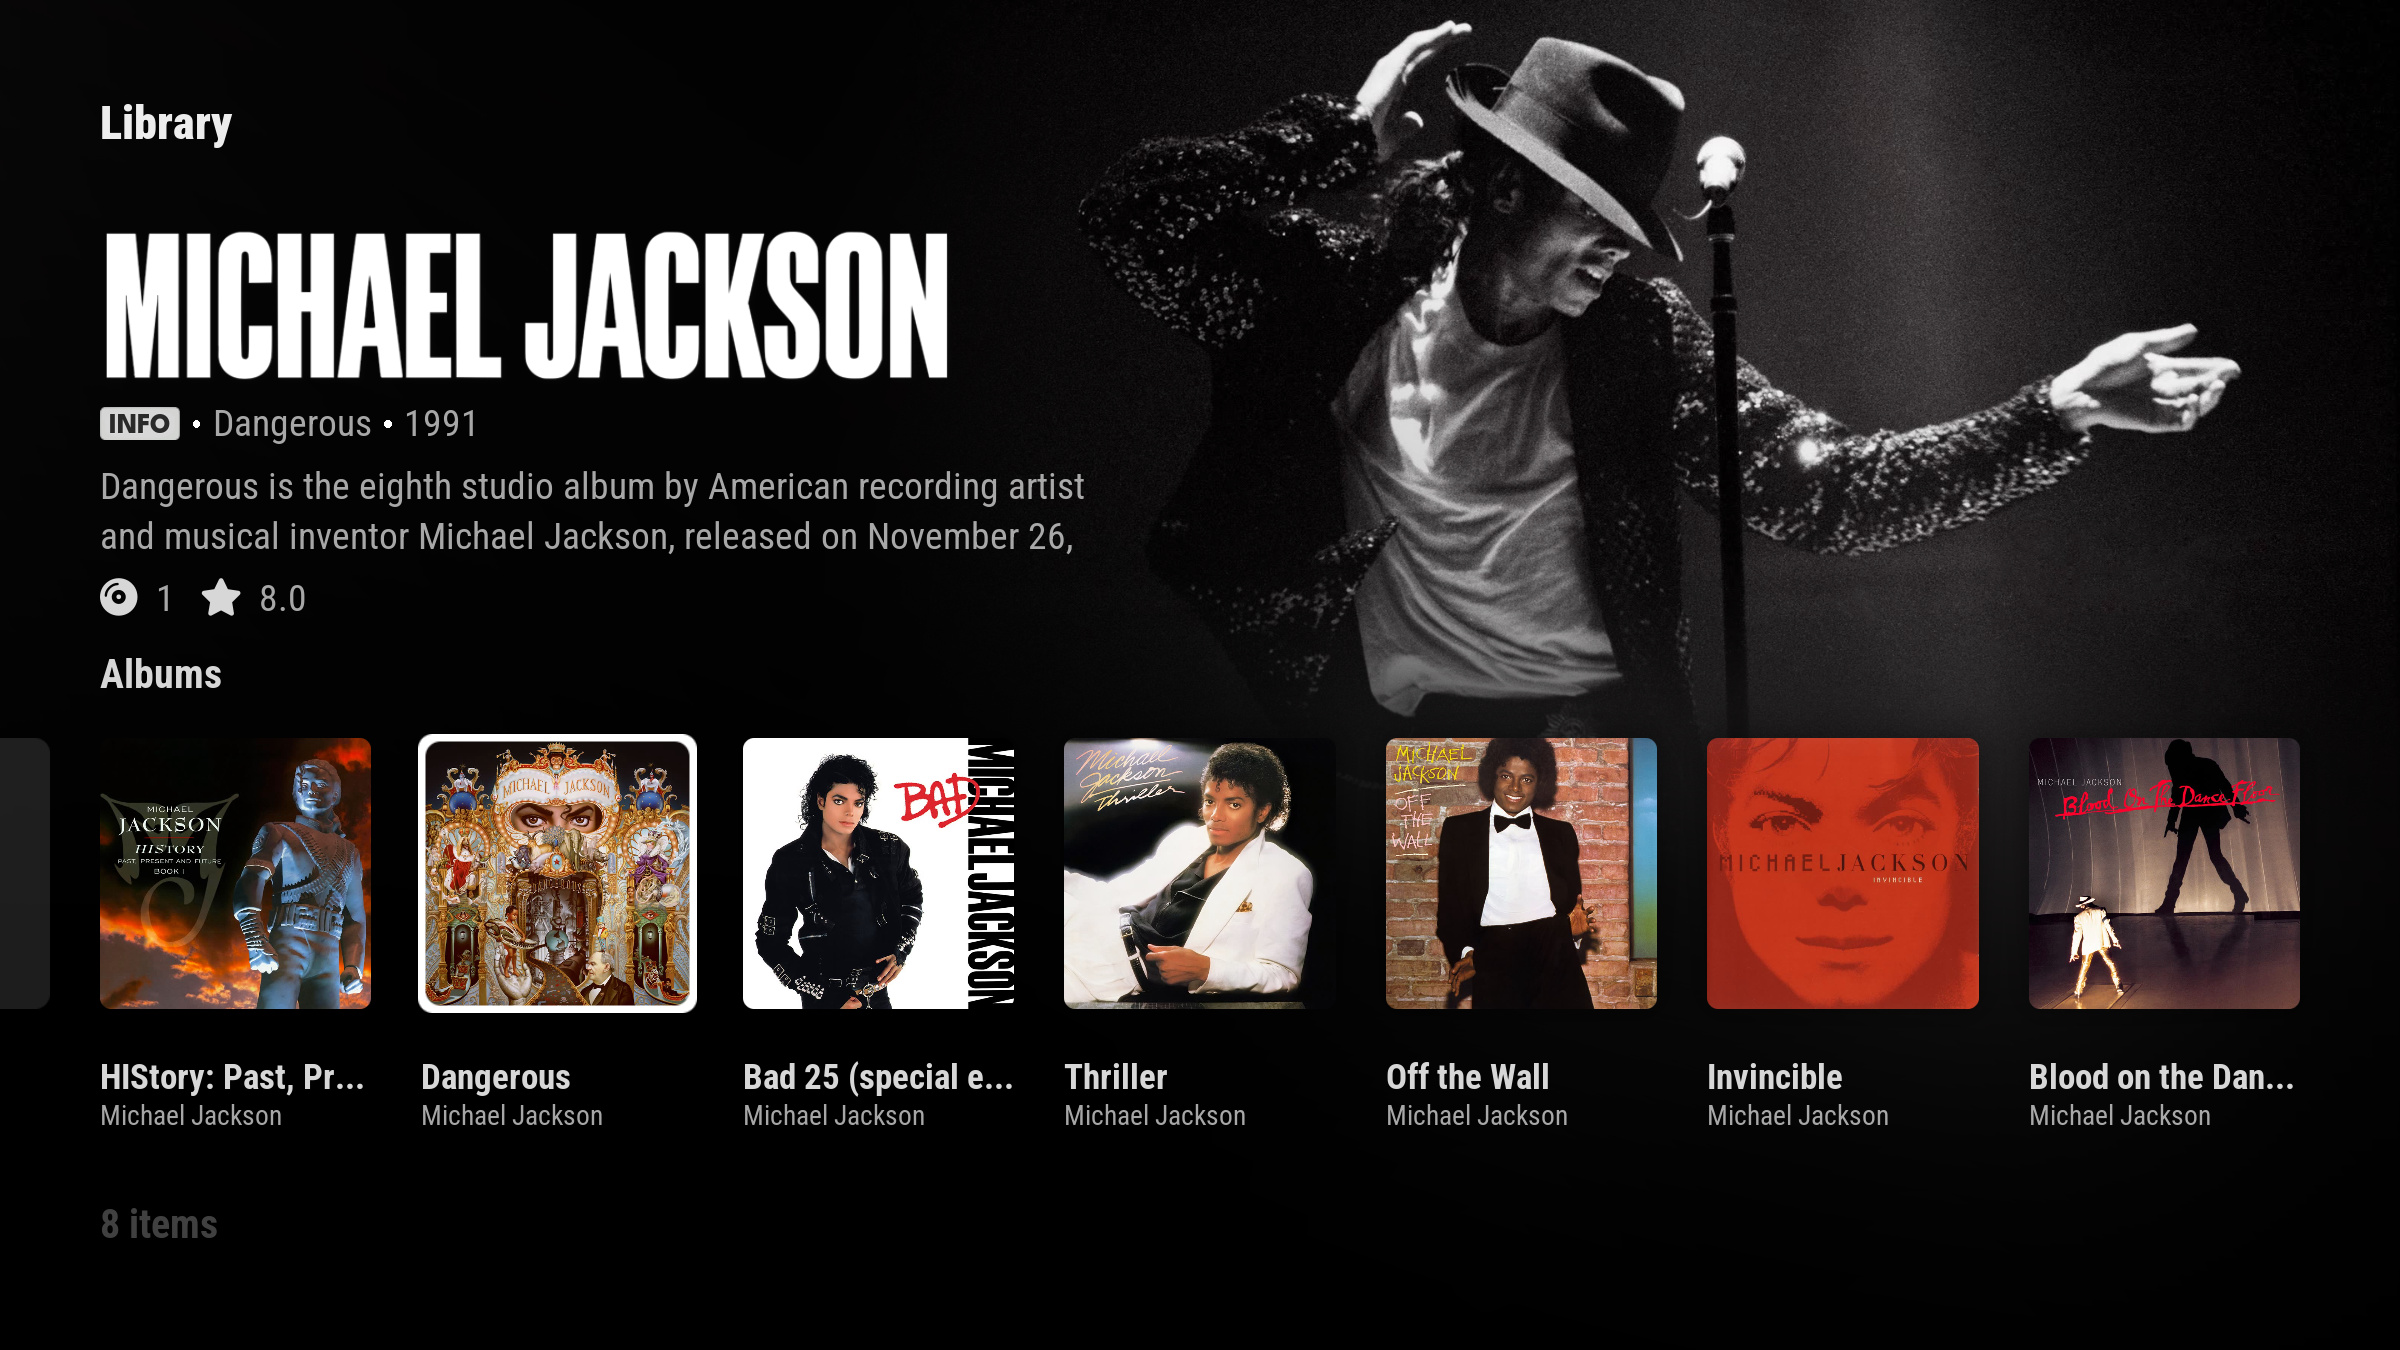 Library
MICHAEL JACKSON
INFO • Dangerous • 1991
Dangerous is the eighth studio album by American recording artist
and musical inventor Michael Jackson, released on November 26,
1 8.0
Albums
MICHAEL
JACKSON
HISTORY
PAST, PRESENT AND FUTURE
BOOK I
MICHAEL JACKSON
DANGEROUS
BAD
MICHAEL JACKSON
Michael
Jackson
Thriller
MICHAEL
JACKSON
OFF
THE
WALL
MICHAEL JACKSON
INVINCIBLE
MICHAEL JACKSON
Blood On The Dance Floor
HIStory: Past, Pr...
Michael Jackson
Dangerous
Michael Jackson
Bad 25 (special e...
Michael Jackson
Thriller
Michael Jackson
Off the Wall
Michael Jackson
Invincible
Michael Jackson
Blood on the Dan...
Michael Jackson
8 items